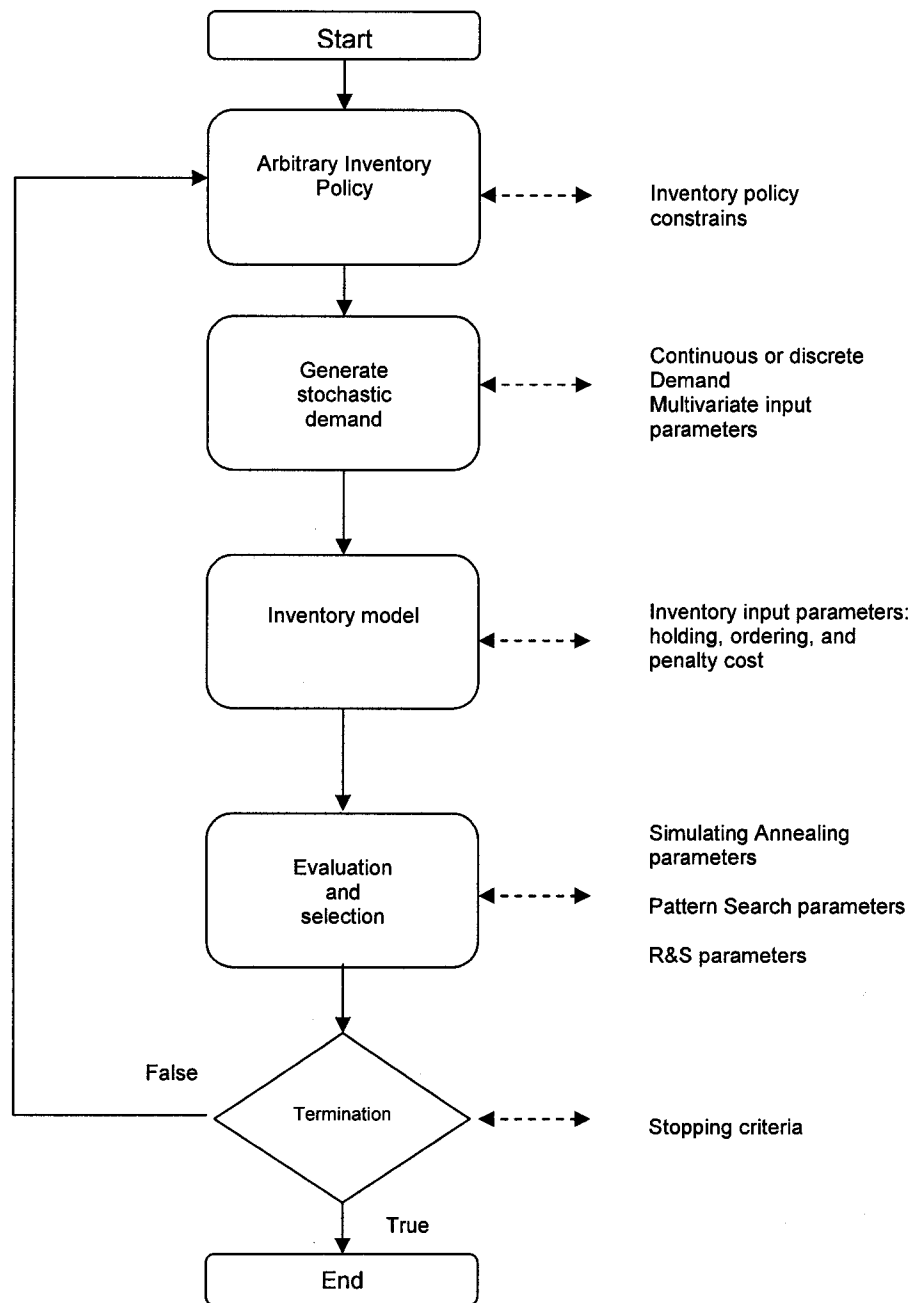 Start
Arbitrary Inventory
Policy
Inventory policy
constrains
Generate
stochastic
demand
Continuous or discrete
Demand
Multivariate input
parameters
Inventory model
Inventory input parameters:
holding, ordering, and
penalty cost
Evaluation
and
selection
Simulating Annealing
parameters
Pattern Search parameters
R&S parameters
False
Termination
Stopping criteria
True
End